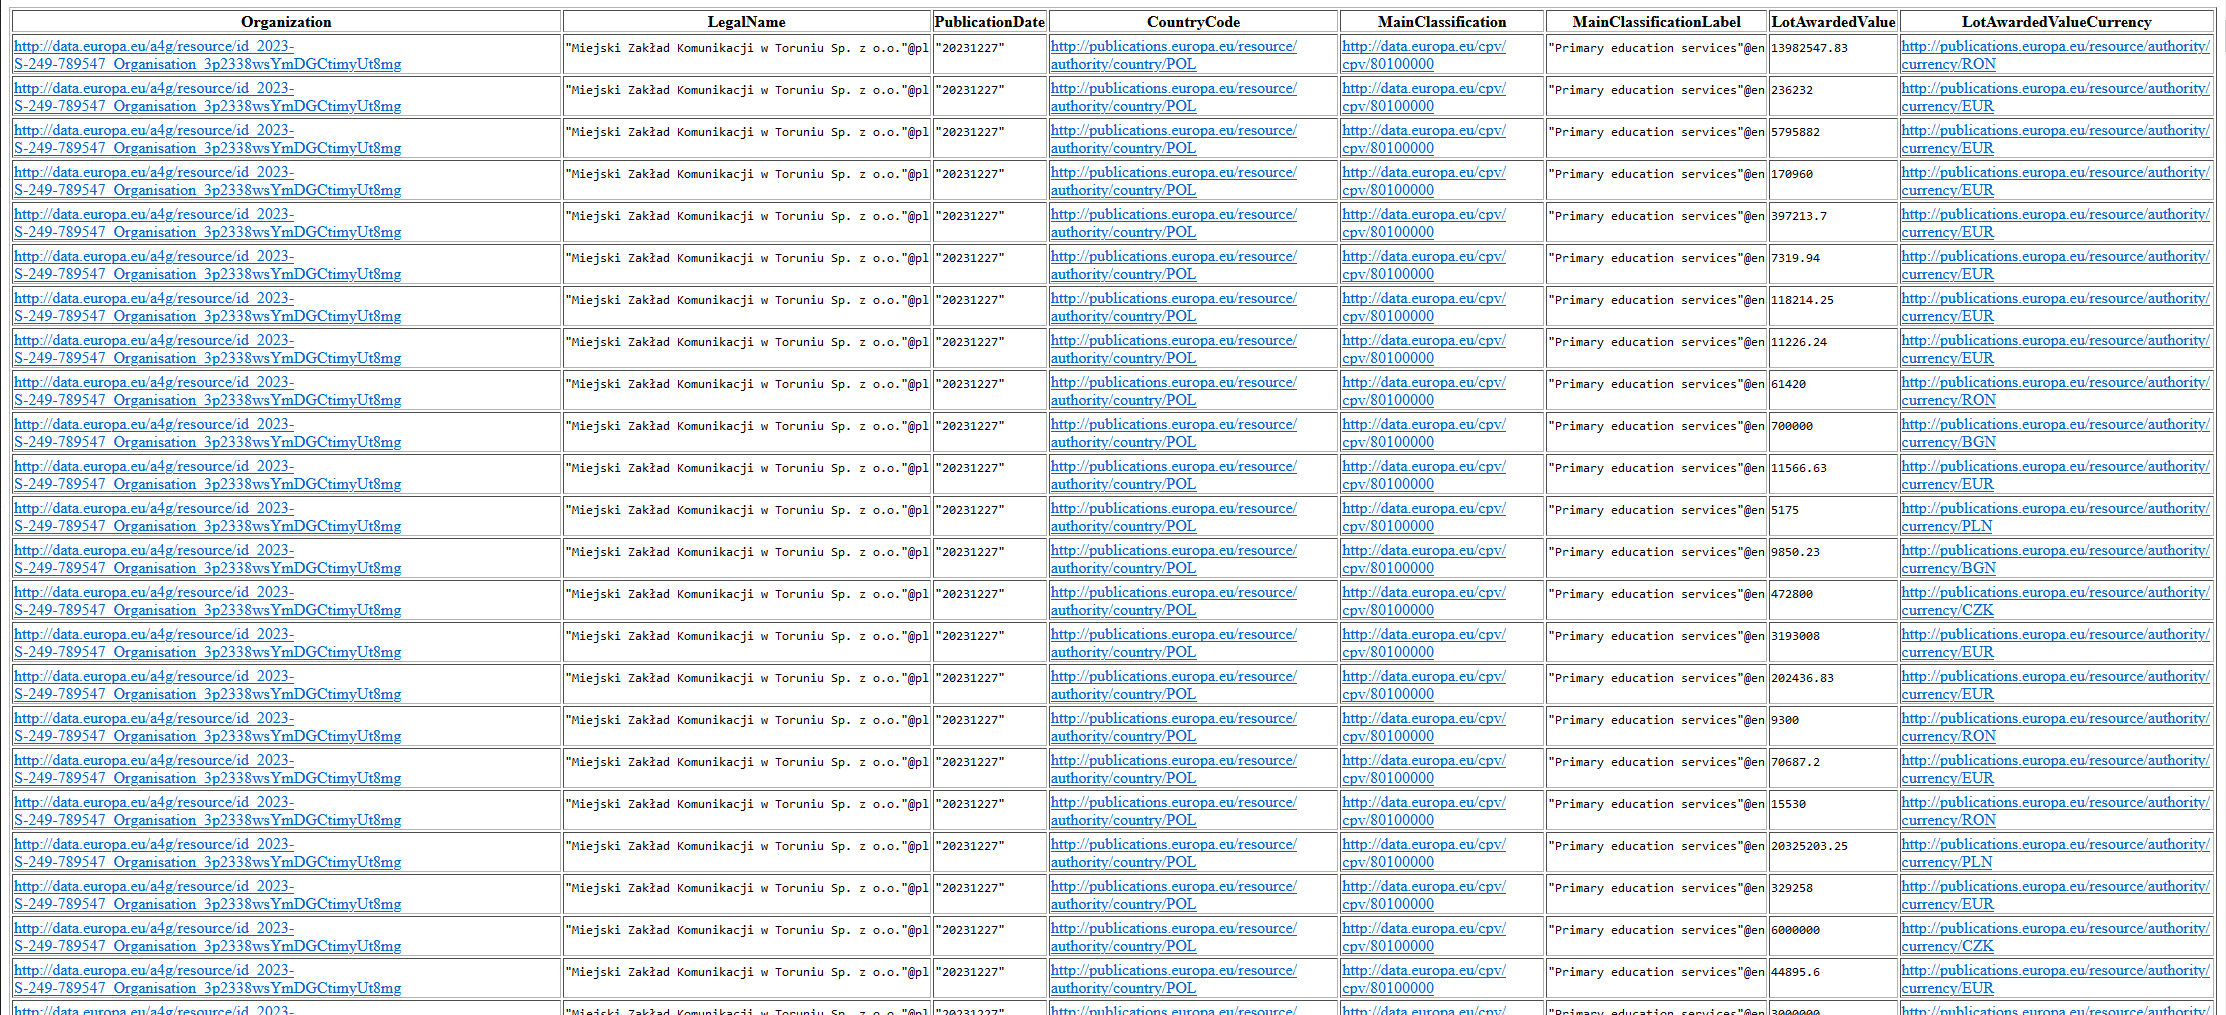 Organization LegalName PublicationDate CountryCode MainClassification MainClassificationLabel LotAwardedValue LotAwardedValueCurrency
http://data.europa.eu/a4g/resource/id_2023- "Miejski Zakład Komunikacji w Toruniu Sp. z o.o."@pl "20231227" http://publications.europa.eu/resource/ http://data.europa.eu/cpv/ "Primary education services"@en 13982547.83 http://publications.europa.eu/resource/authority/
S-249-789547_Organisation_3p2338wsYmDGCtimyUt8mg authority/country/POL cpv/80100000 currency/RON
http://data.europa.eu/a4g/resource/id_2023- "Miejski Zakład Komunikacji w Toruniu Sp. z o.o."@pl "20231227" http://publications.europa.eu/resource/ http://data.europa.eu/cpv/ "Primary education services"@en 236232 http://publications.europa.eu/resource/authority/
S-249-789547_Organisation_3p2338wsYmDGCtimyUt8mg authority/country/POL cpv/80100000 currency/EUR
http://data.europa.eu/a4g/resource/id_2023- "Miejski Zakład Komunikacji w Toruniu Sp. z o.o."@pl "20231227" http://publications.europa.eu/resource/ http://data.europa.eu/cpv/ "Primary education services"@en 5795882 http://publications.europa.eu/resource/authority/
S-249-789547_Organisation_3p2338wsYmDGCtimyUt8mg authority/country/POL cpv/80100000 currency/EUR
http://data.europa.eu/a4g/resource/id_2023- "Miejski Zakład Komunikacji w Toruniu Sp. z o.o."@pl "20231227" http://publications.europa.eu/resource/ http://data.europa.eu/cpv/ "Primary education services"@en 170960 http://publications.europa.eu/resource/authority/
S-249-789547_Organisation_3p2338wsYmDGCtimyUt8mg authority/country/POL cpv/80100000 currency/EUR
http://data.europa.eu/a4g/resource/id_2023- "Miejski Zakład Komunikacji w Toruniu Sp. z o.o."@pl "20231227" http://publications.europa.eu/resource/ http://data.europa.eu/cpv/ "Primary education services"@en 397213.7 http://publications.europa.eu/resource/authority/
S-249-789547_Organisation_3p2338wsYmDGCtimyUt8mg authority/country/POL cpv/80100000 currency/EUR
http://data.europa.eu/a4g/resource/id_2023- "Miejski Zakład Komunikacji w Toruniu Sp. z o.o."@pl "20231227" http://publications.europa.eu/resource/ http://data.europa.eu/cpv/ "Primary education services"@en 7319.94 http://publications.europa.eu/resource/authority/
S-249-789547_Organisation_3p2338wsYmDGCtimyUt8mg authority/country/POL cpv/80100000 currency/EUR
http://data.europa.eu/a4g/resource/id_2023- "Miejski Zakład Komunikacji w Toruniu Sp. z o.o."@pl "20231227" http://publications.europa.eu/resource/ http://data.europa.eu/cpv/ "Primary education services"@en 118214.25 http://publications.europa.eu/resource/authority/
S-249-789547_Organisation_3p2338wsYmDGCtimyUt8mg authority/country/POL cpv/80100000 currency/EUR
http://data.europa.eu/a4g/resource/id_2023- "Miejski Zakład Komunikacji w Toruniu Sp. z o.o."@pl "20231227" http://publications.europa.eu/resource/ http://data.europa.eu/cpv/ "Primary education services"@en 11226.24 http://publications.europa.eu/resource/authority/
S-249-789547_Organisation_3p2338wsYmDGCtimyUt8mg authority/country/POL cpv/80100000 currency/EUR
http://data.europa.eu/a4g/resource/id_2023- "Miejski Zakład Komunikacji w Toruniu Sp. z o.o."@pl "20231227" http://publications.europa.eu/resource/ http://data.europa.eu/cpv/ "Primary education services"@en 61420 http://publications.europa.eu/resource/authority/
S-249-789547_Organisation_3p2338wsYmDGCtimyUt8mg authority/country/POL cpv/80100000 currency/RON
http://data.europa.eu/a4g/resource/id_2023- "Miejski Zakład Komunikacji w Toruniu Sp. z o.o."@pl "20231227" http://publications.europa.eu/resource/ http://data.europa.eu/cpv/ "Primary education services"@en 700000 http://publications.europa.eu/resource/authority/
S-249-789547_Organisation_3p2338wsYmDGCtimyUt8mg authority/country/POL cpv/80100000 currency/BGN
http://data.europa.eu/a4g/resource/id_2023- "Miejski Zakład Komunikacji w Toruniu Sp. z o.o."@pl "20231227" http://publications.europa.eu/resource/ http://data.europa.eu/cpv/ "Primary education services"@en 11566.63 http://publications.europa.eu/resource/authority/
S-249-789547_Organisation_3p2338wsYmDGCtimyUt8mg authority/country/POL cpv/80100000 currency/EUR
http://data.europa.eu/a4g/resource/id_2023- "Miejski Zakład Komunikacji w Toruniu Sp. z o.o."@pl "20231227" http://publications.europa.eu/resource/ http://data.europa.eu/cpv/ "Primary education services"@en 5175 http://publications.europa.eu/resource/authority/
S-249-789547_Organisation_3p2338wsYmDGCtimyUt8mg authority/country/POL cpv/80100000 currency/PLN
http://data.europa.eu/a4g/resource/id_2023- "Miejski Zakład Komunikacji w Toruniu Sp. z o.o."@pl "20231227" http://publications.europa.eu/resource/ http://data.europa.eu/cpv/ "Primary education services"@en 9850.23 http://publications.europa.eu/resource/authority/
S-249-789547_Organisation_3p2338wsYmDGCtimyUt8mg authority/country/POL cpv/80100000 currency/BGN
http://data.europa.eu/a4g/resource/id_2023- "Miejski Zakład Komunikacji w Toruniu Sp. z o.o."@pl "20231227" http://publications.europa.eu/resource/ http://data.europa.eu/cpv/ "Primary education services"@en 472800 http://publications.europa.eu/resource/authority/
S-249-789547_Organisation_3p2338wsYmDGCtimyUt8mg authority/country/POL cpv/80100000 currency/CZK
http://data.europa.eu/a4g/resource/id_2023- "Miejski Zakład Komunikacji w Toruniu Sp. z o.o."@pl "20231227" http://publications.europa.eu/resource/ http://data.europa.eu/cpv/ "Primary education services"@en 3193008 http://publications.europa.eu/resource/authority/
S-249-789547_Organisation_3p2338wsYmDGCtimyUt8mg authority/country/POL cpv/80100000 currency/EUR
http://data.europa.eu/a4g/resource/id_2023- "Miejski Zakład Komunikacji w Toruniu Sp. z o.o."@pl "20231227" http://publications.europa.eu/resource/ http://data.europa.eu/cpv/ "Primary education services"@en 202436.83 http://publications.europa.eu/resource/authority/
S-249-789547_Organisation_3p2338wsYmDGCtimyUt8mg authority/country/POL cpv/80100000 currency/EUR
http://data.europa.eu/a4g/resource/id_2023- "Miejski Zakład Komunikacji w Toruniu Sp. z o.o."@pl "20231227" http://publications.europa.eu/resource/ http://data.europa.eu/cpv/ "Primary education services"@en 9300 http://publications.europa.eu/resource/authority/
S-249-789547_Organisation_3p2338wsYmDGCtimyUt8mg authority/country/POL cpv/80100000 currency/RON
http://data.europa.eu/a4g/resource/id_2023- "Miejski Zakład Komunikacji w Toruniu Sp. z o.o."@pl "20231227" http://publications.europa.eu/resource/ http://data.europa.eu/cpv/ "Primary education services"@en 70687.2 http://publications.europa.eu/resource/authority/
S-249-789547_Organisation_3p2338wsYmDGCtimyUt8mg authority/country/POL cpv/80100000 currency/EUR
http://data.europa.eu/a4g/resource/id_2023- "Miejski Zakład Komunikacji w Toruniu Sp. z o.o."@pl "20231227" http://publications.europa.eu/resource/ http://data.europa.eu/cpv/ "Primary education services"@en 15530 http://publications.europa.eu/resource/authority/
S-249-789547_Organisation_3p2338wsYmDGCtimyUt8mg authority/country/POL cpv/80100000 currency/RON
http://data.europa.eu/a4g/resource/id_2023- "Miejski Zakład Komunikacji w Toruniu Sp. z o.o."@pl "20231227" http://publications.europa.eu/resource/ http://data.europa.eu/cpv/ "Primary education services"@en 20325203.25 http://publications.europa.eu/resource/authority/
S-249-789547_Organisation_3p2338wsYmDGCtimyUt8mg authority/country/POL cpv/80100000 currency/PLN
http://data.europa.eu/a4g/resource/id_2023- "Miejski Zakład Komunikacji w Toruniu Sp. z o.o."@pl "20231227" http://publications.europa.eu/resource/ http://data.europa.eu/cpv/ "Primary education services"@en 329258 http://publications.europa.eu/resource/authority/
S-249-789547_Organisation_3p2338wsYmDGCtimyUt8mg authority/country/POL cpv/80100000 currency/EUR
http://data.europa.eu/a4g/resource/id_2023- "Miejski Zakład Komunikacji w Toruniu Sp. z o.o."@pl "20231227" http://publications.europa.eu/resource/ http://data.europa.eu/cpv/ "Primary education services"@en 6000000 http://publications.europa.eu/resource/authority/
S-249-789547_Organisation_3p2338wsYmDGCtimyUt8mg authority/country/POL cpv/80100000 currency/CZK
http://data.europa.eu/a4g/resource/id_2023- "Miejski Zakład Komunikacji w Toruniu Sp. z o.o."@pl "20231227" http://publications.europa.eu/resource/ http://data.europa.eu/cpv/ "Primary education services"@en 44895.6 http://publications.europa.eu/resource/authority/
S-249-789547_Organisation_3p2338wsYmDGCtimyUt8mg authority/country/POL cpv/80100000 currency/EUR
http://data.europa.eu/a4g/resource/id_2023- "Miejski Zakład Komunikacji w Toruniu Sp. z o.o."@pl "20231227" http://publications.europa.eu/resource/ http://data.europa.eu/cpv/ "Primary education services"@en 3000000 http://publications.europa.eu/resource/authority/